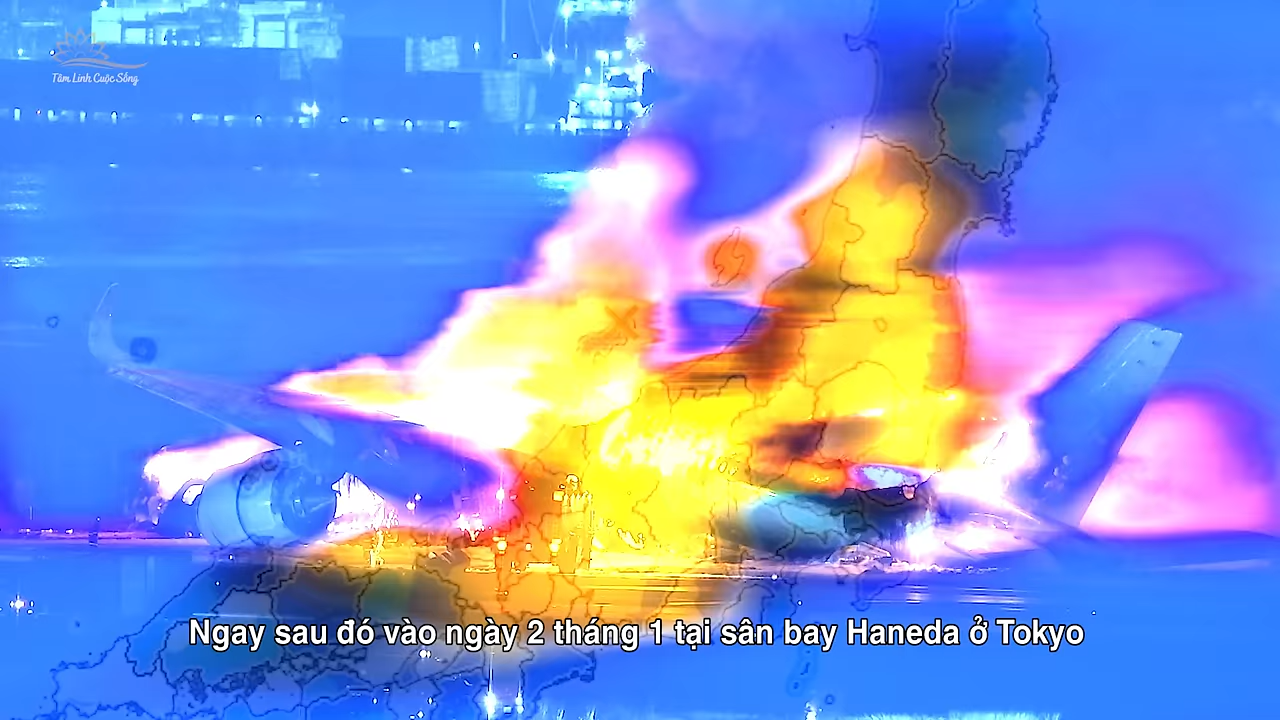 Tâm Linh Cuộc Sống
Ngay sau đó vào ngày 2 tháng 1 tại sân bay Haneda ở Tokyo